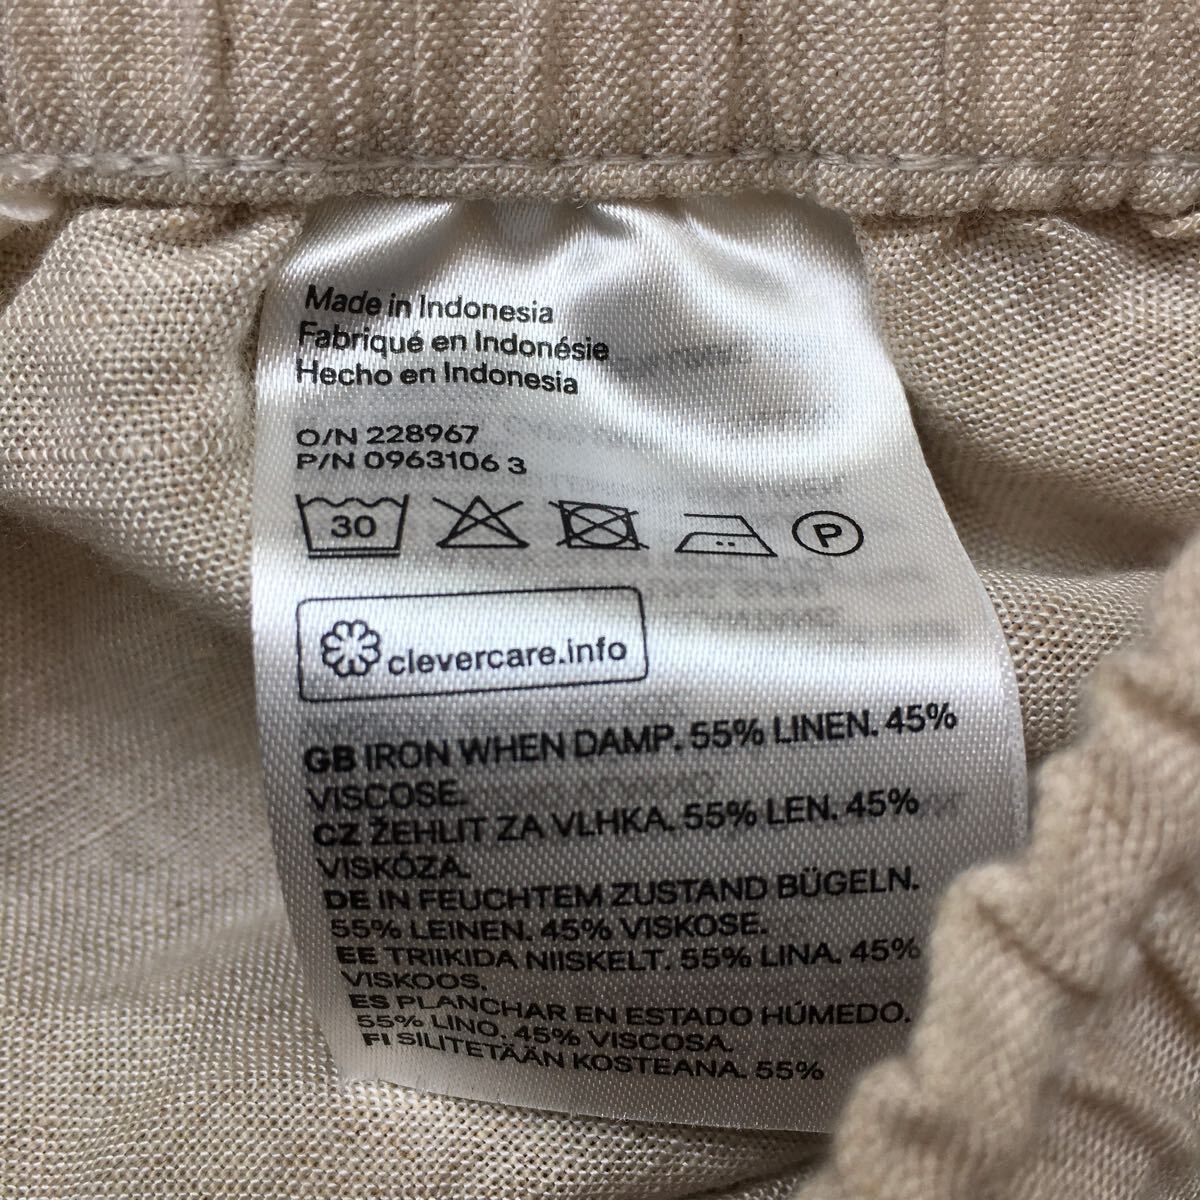 Made in Indonesia
Fabriqué en Indonésie
Hecho en Indonesia
O/N 228967
P/N 0963106 3
30 P
clevercare.info
GB IRON WHEN DAMP. 55% LINEN. 45%
VISCOSE.
CZ ŽEHLIT ZA VLHKA. 55% LEN. 45%
VISKÓZA.
DE IN FEUCHTEM ZUSTAND BÜGELN.
55% LEINEN. 45% VISKOSE.
EE TRIIKIDA NIISKELT. 55% LINA. 45%
VISKOOS.
ES PLANCHAR EN ESTADO HÚMEDO.
55% LINO. 45% VISCOSA.
FI SILITETÄÄN KOSTEANA. 55%